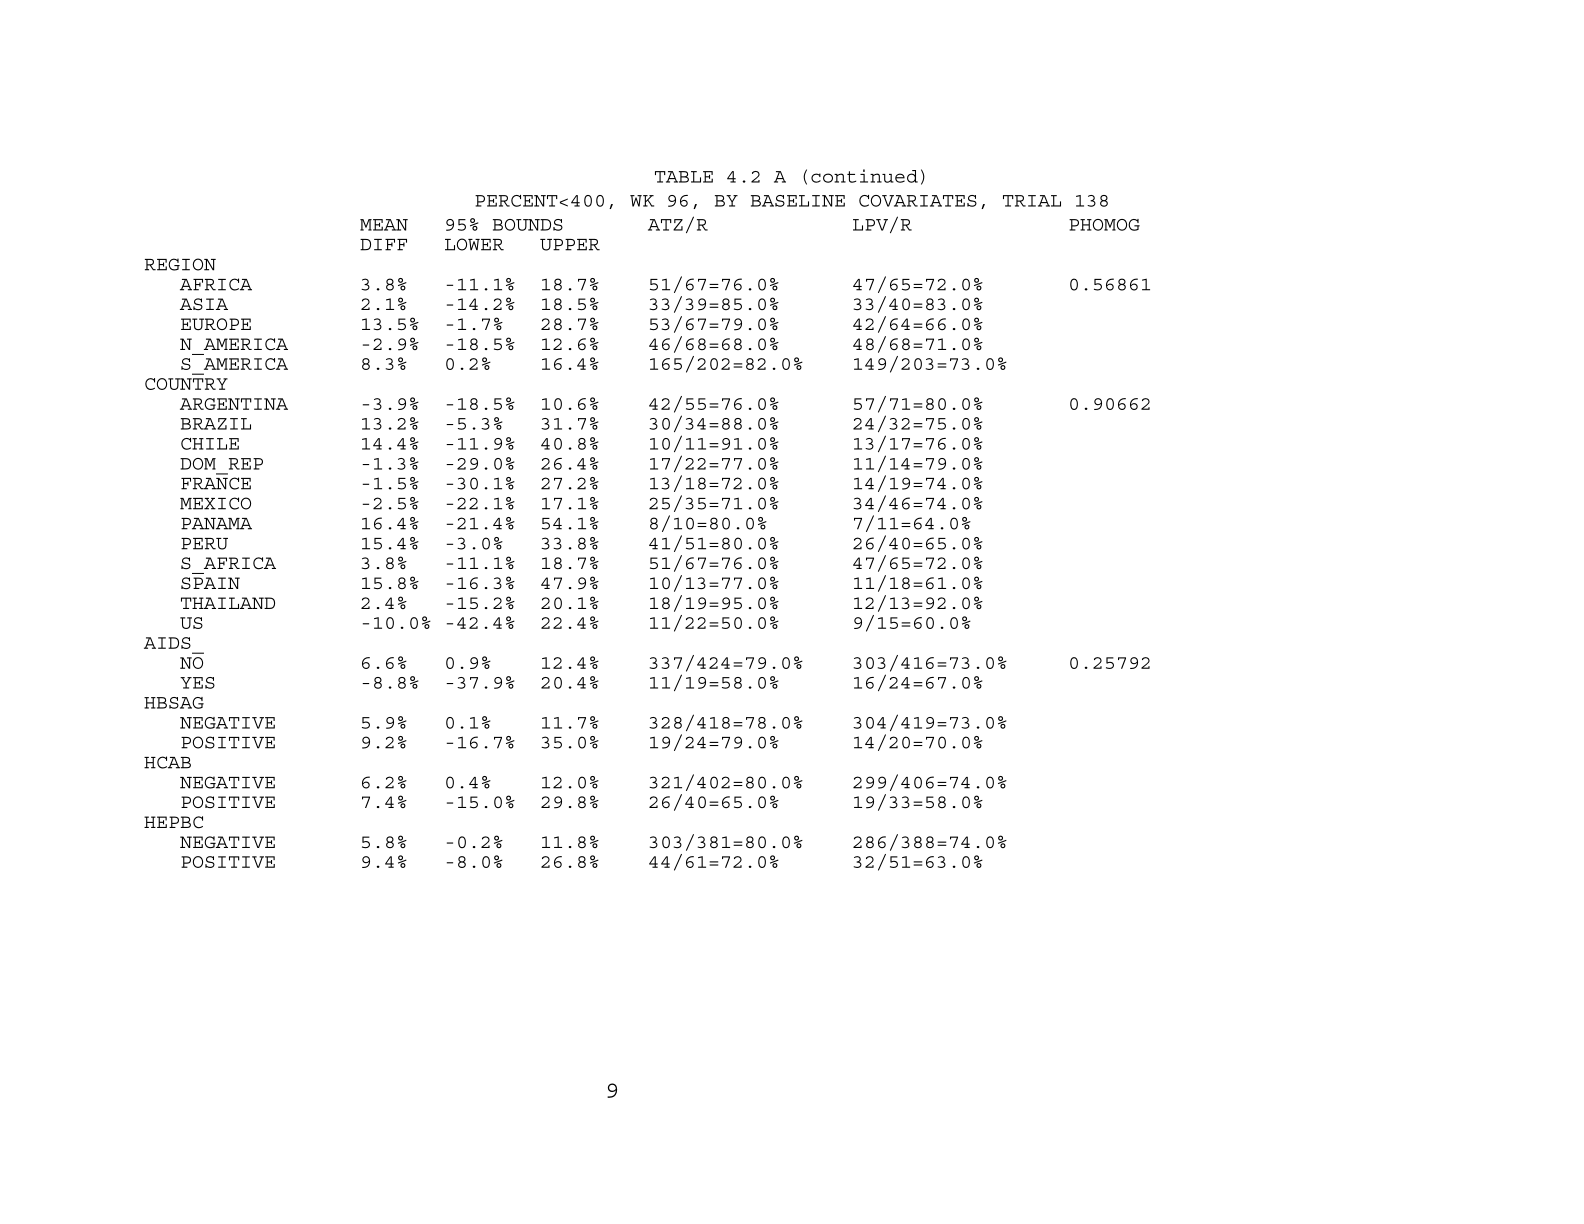 TABLE 4.2 A (continued)
PERCENT<400, WK 96, BY BASELINE COVARIATES, TRIAL 138
MEAN 95% BOUNDS ATZ/R LPV/R PHOMOG
DIFF LOWER UPPER
REGION
AFRICA 3.8% -11.1% 18.7% 51/67=76.0% 47/65=72.0% 0.56861
ASIA 2.1% -14.2% 18.5% 33/39=85.0% 33/40=83.0%
EUROPE 13.5% -1.7% 28.7% 53/67=79.0% 42/64=66.0%
N_AMERICA -2.9% -18.5% 12.6% 46/68=68.0% 48/68=71.0%
S_AMERICA 8.3% 0.2% 16.4% 165/202=82.0% 149/203=73.0%
COUNTRY
ARGENTINA -3.9% -18.5% 10.6% 42/55=76.0% 57/71=80.0% 0.90662
BRAZIL 13.2% -5.3% 31.7% 30/34=88.0% 24/32=75.0%
CHILE 14.4% -11.9% 40.8% 10/11=91.0% 13/17=76.0%
DOM_REP -1.3% -29.0% 26.4% 17/22=77.0% 11/14=79.0%
FRANCE -1.5% -30.1% 27.2% 13/18=72.0% 14/19=74.0%
MEXICO -2.5% -22.1% 17.1% 25/35=71.0% 34/46=74.0%
PANAMA 16.4% -21.4% 54.1% 8/10=80.0% 7/11=64.0%
PERU 15.4% -3.0% 33.8% 41/51=80.0% 26/40=65.0%
S_AFRICA 3.8% -11.1% 18.7% 51/67=76.0% 47/65=72.0%
SPAIN 15.8% -16.3% 47.9% 10/13=77.0% 11/18=61.0%
THAILAND 2.4% -15.2% 20.1% 18/19=95.0% 12/13=92.0%
US -10.0% -42.4% 22.4% 11/22=50.0% 9/15=60.0%
AIDS_
NO 6.6% 0.9% 12.4% 337/424=79.0% 303/416=73.0% 0.25792
YES -8.8% -37.9% 20.4% 11/19=58.0% 16/24=67.0%
HBSAG
NEGATIVE 5.9% 0.1% 11.7% 328/418=78.0% 304/419=73.0%
POSITIVE 9.2% -16.7% 35.0% 19/24=79.0% 14/20=70.0%
HCAB
NEGATIVE 6.2% 0.4% 12.0% 321/402=80.0% 299/406=74.0%
POSITIVE 7.4% -15.0% 29.8% 26/40=65.0% 19/33=58.0%
HEPBC
NEGATIVE 5.8% -0.2% 11.8% 303/381=80.0% 286/388=74.0%
POSITIVE 9.4% -8.0% 26.8% 44/61=72.0% 32/51=63.0%
9